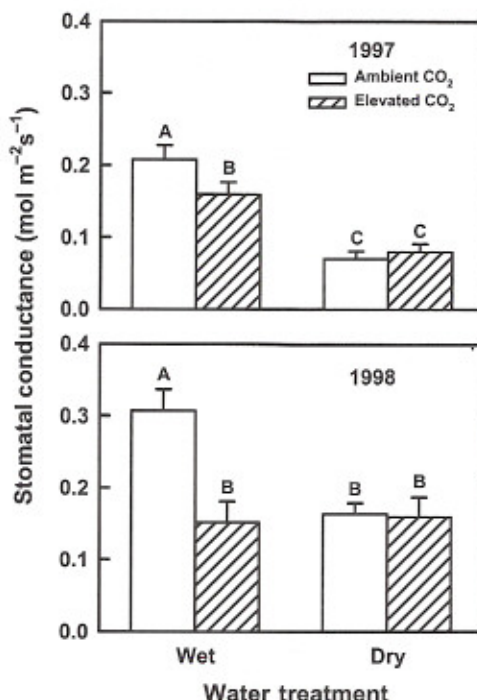 Stomatal conductance (mol m⁻²s⁻¹)
0.4
0.3
0.2
0.1
0.0
1997
Ambient CO₂
Elevated CO₂
A
B
C
C
0.4
0.3
0.2
0.1
0.0
1998
A
B
B
B
Wet
Dry
Water treatment